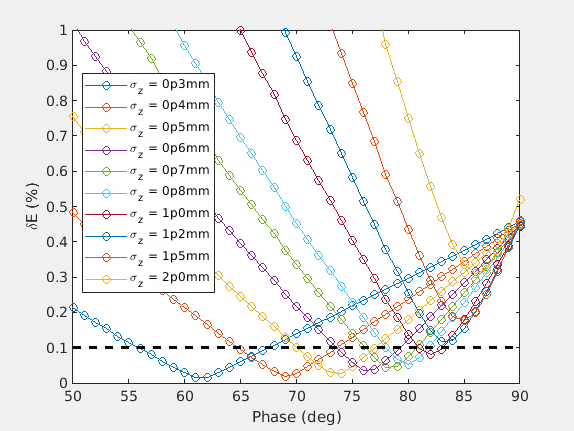 1
0.9
0.8
0.7
0.6
0.5
0.4
0.3
0.2
0.1
0
δE (%)
σz = 0p3mm
σz = 0p4mm
σz = 0p5mm
σz = 0p6mm
σz = 0p7mm
σz = 0p8mm
σz = 1p0mm
σz = 1p2mm
σz = 1p5mm
σz = 2p0mm
50 55 60 65 70 75 80 85 90
Phase (deg)